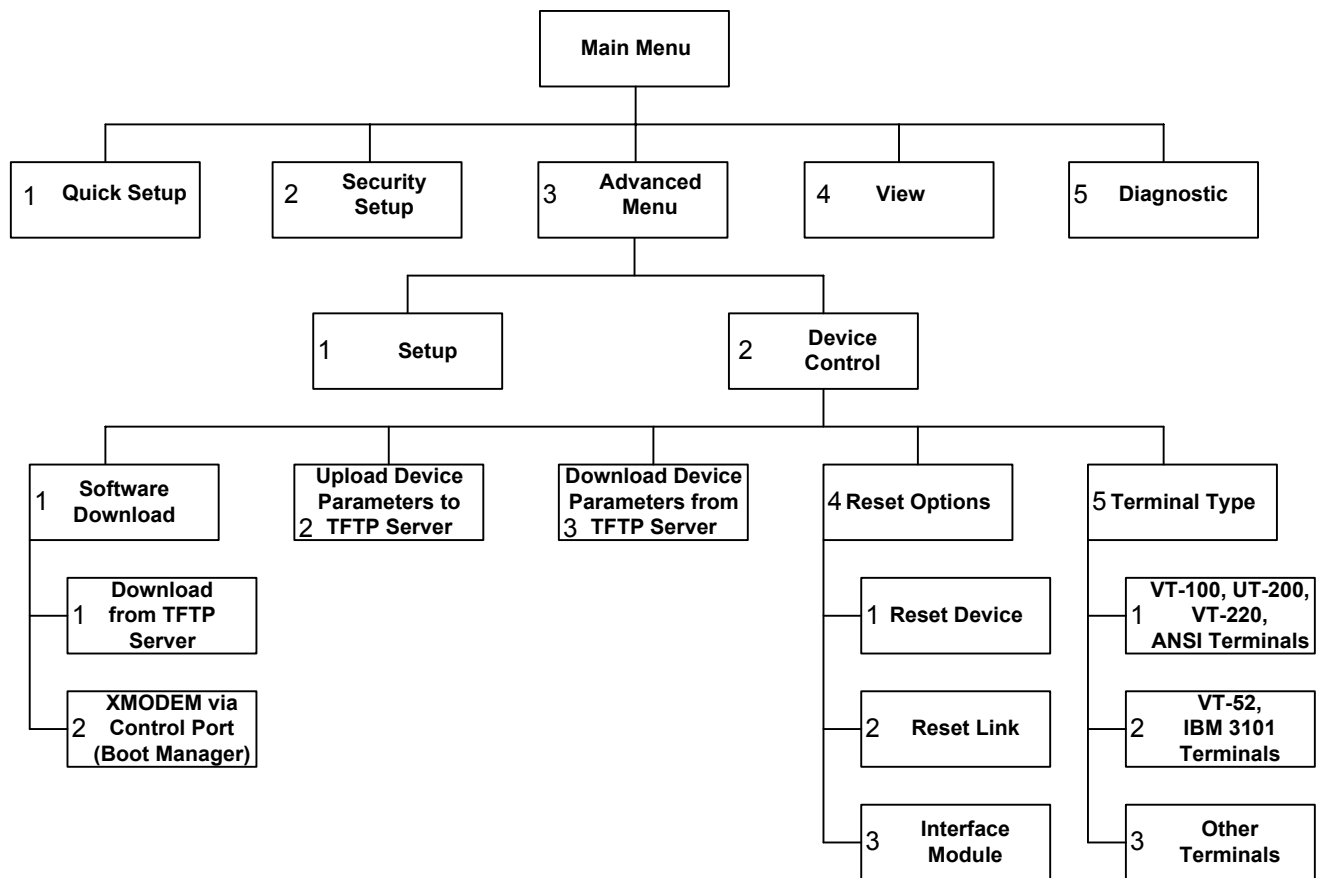 Main Menu
1 Quick Setup
2 Security
Setup
3 Advanced
Menu
4 View
5 Diagnostic
1 Setup
2 Device
Control
1 Software
Download
Upload Device
Parameters to
2 TFTP Server
Download Device
Parameters from
3 TFTP Server
4 Reset Options
5 Terminal Type
Download
1 from TFTP
Server
XMODEM via
2 Control Port
(Boot Manager)
1 Reset Device
2 Reset Link
3 Interface
Module
VT-100, UT-200,
1 VT-220,
ANSI Terminals
VT-52,
2 IBM 3101
Terminals
3 Other
Terminals